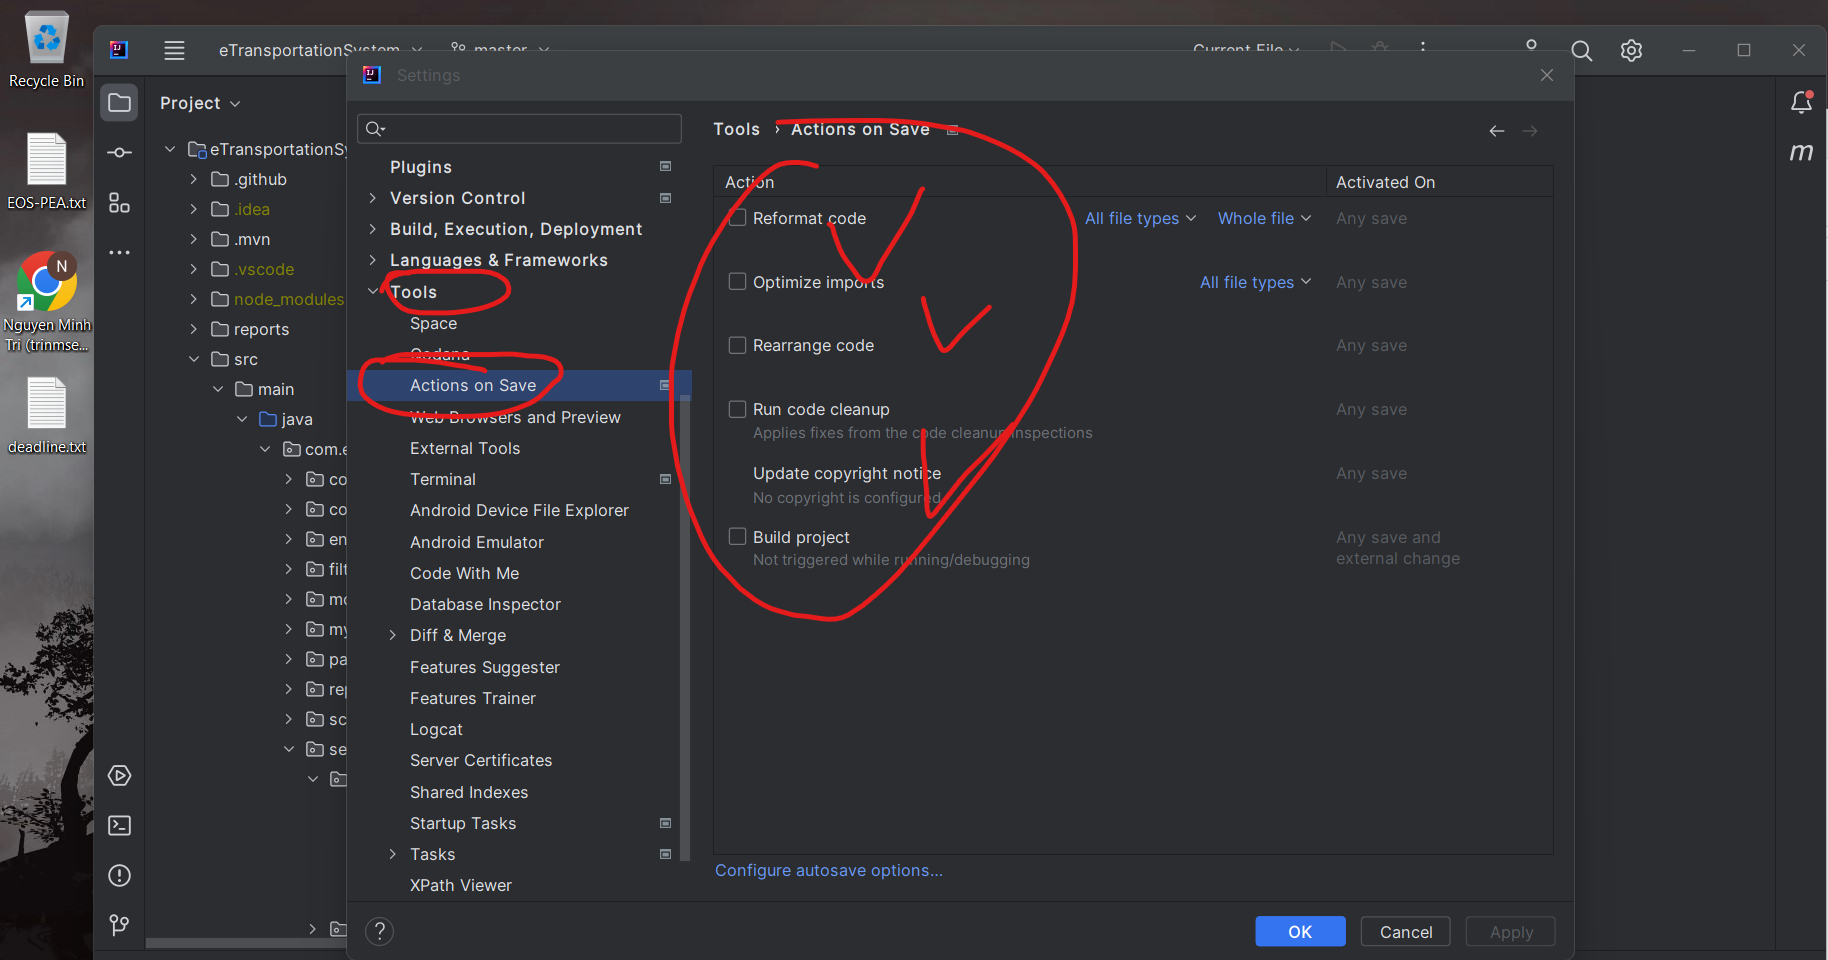 Recycle Bin
EOS-PEA.txt
N
Nguyen Minh
Tri (trinmse...
deadline.txt
IJ
eTransportationSystem
master
Current File
Project
eTransportationSy
.github
.idea
.mvn
.vscode
node_modules
reports
src
main
java
com.e
co
co
en
filt
mo
my
pa
rep
sc
se
m
IJ
Settings
Plugins
Version Control
Build, Execution, Deployment
Languages & Frameworks
Tools
Space
Qodana
Actions on Save
Web Browsers and Preview
External Tools
Terminal
Android Device File Explorer
Android Emulator
Code With Me
Database Inspector
Diff & Merge
Features Suggester
Features Trainer
Logcat
Server Certificates
Shared Indexes
Startup Tasks
Tasks
XPath Viewer
Tools › Actions on Save
Action Activated On
Reformat code All file types Whole file Any save
Optimize imports All file types Any save
Rearrange code Any save
Run code cleanup Any save
Applies fixes from the code cleanup inspections
Update copyright notice Any save
No copyright is configured
Build project Any save and
external change
Not triggered while running/debugging
Configure autosave options...
? OK Cancel Apply